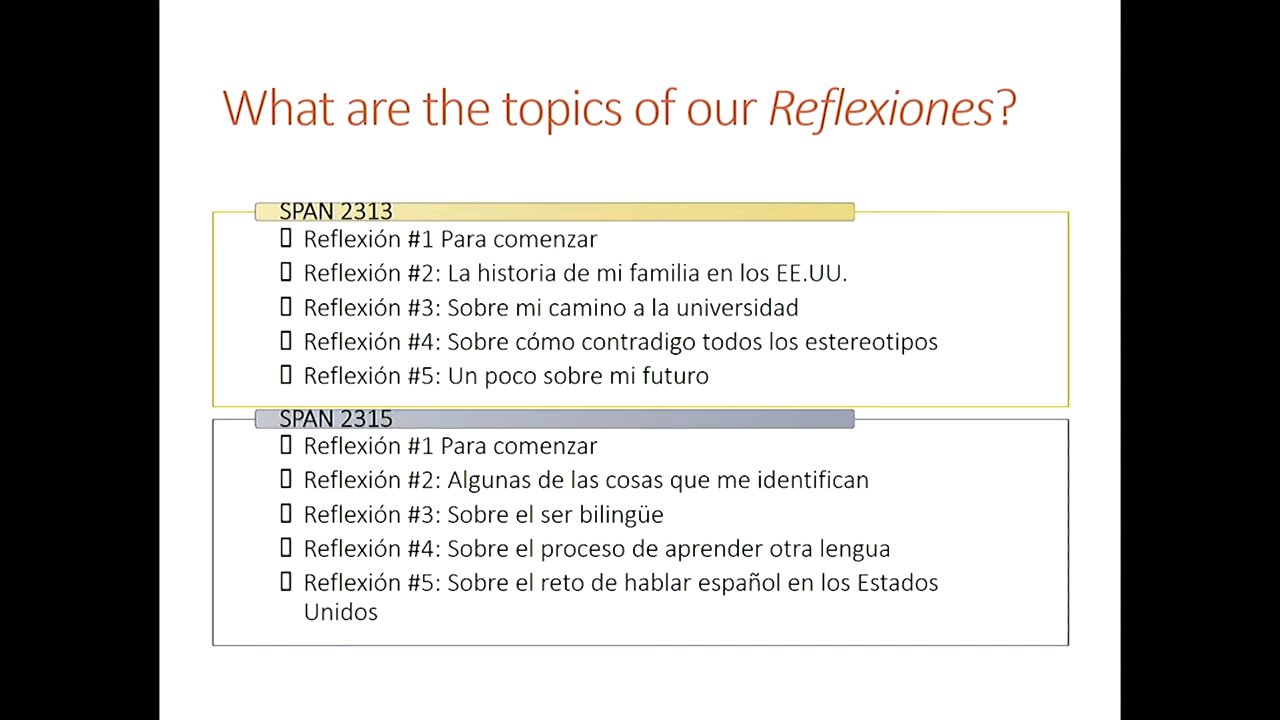 What are the topics of our Reflexiones?
SPAN 2313
Reflexión #1 Para comenzar
Reflexión #2: La historia de mi familia en los EE.UU.
Reflexión #3: Sobre mi camino a la universidad
Reflexión #4: Sobre cómo contradigo todos los estereotipos
Reflexión #5: Un poco sobre mi futuro
SPAN 2315
Reflexión #1 Para comenzar
Reflexión #2: Algunas de las cosas que me identifican
Reflexión #3: Sobre el ser bilingüe
Reflexión #4: Sobre el proceso de aprender otra lengua
Reflexión #5: Sobre el reto de hablar español en los Estados
Unidos